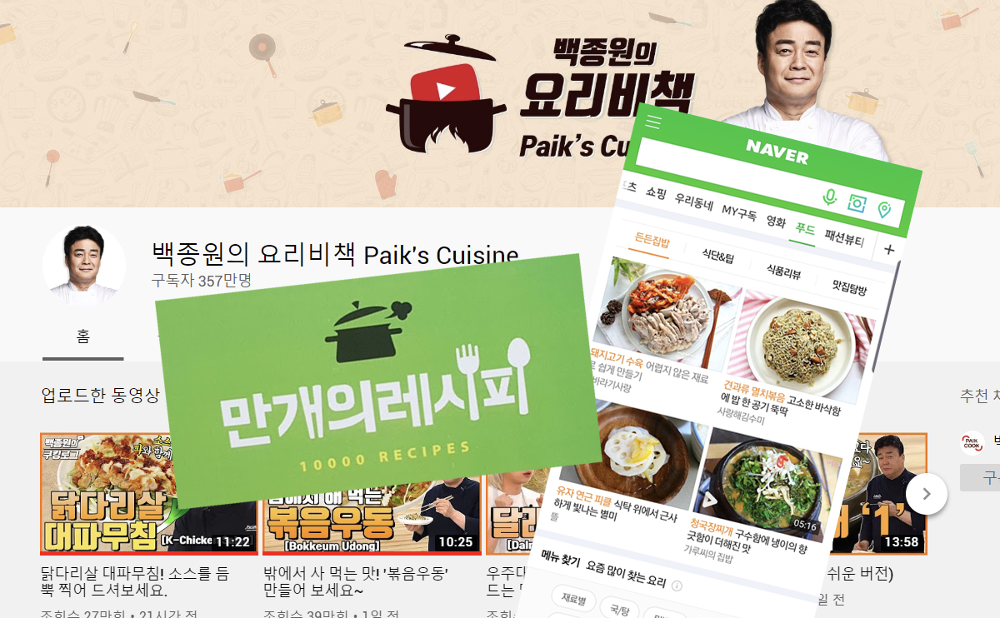 백종원의
요리비책
Paik's Cu
백종원의 요리비책 Paik's Cuisine
구독자 357만명
홈
업로드한 동영상
만개의레시피
10000 RECIPES
NAVER
쇼핑 우리동네 MY구독 영화 푸드 패션뷰티 +
든든집밥 식단&팁 식품리뷰 맛집탐방
돼지고기 수육 어렵지 않은 재료
로 쉽게 만들기
바라기사랑
견과류 멸치볶음 고소한 바삭함
에 밥 한 공기 뚝딱
사랑해김수미
유자 연근 피클 식탁 위에서 근사
하게 빛나는 별미
뜰
05:16
청국장찌개 구수함에 냉이의 향
긋함이 더해진 맛
가루씨의 집밥
메뉴 찾기 요즘 많이 찾는 요리
재료별 국/탕
추천 채
PAIK
COOK
구
백종원의
쿠킹로그
소스
파와 함께
닭다리살
대파무침
[K-Chicke
11:22
볶음우동
[Bokkeum Udong]
10:25
달
[Daln
'1'
13:58
닭다리살 대파무침! 소스를 듬
뿍 찍어 드셔보세요.
조회수 27만회 • 21시간 전
밖에서 사 먹는 맛! '볶음우동'
만들어 보세요~
조회수 39만회 • 1일 전
우주대
드는
조회수
쉬운 버전)
일 전